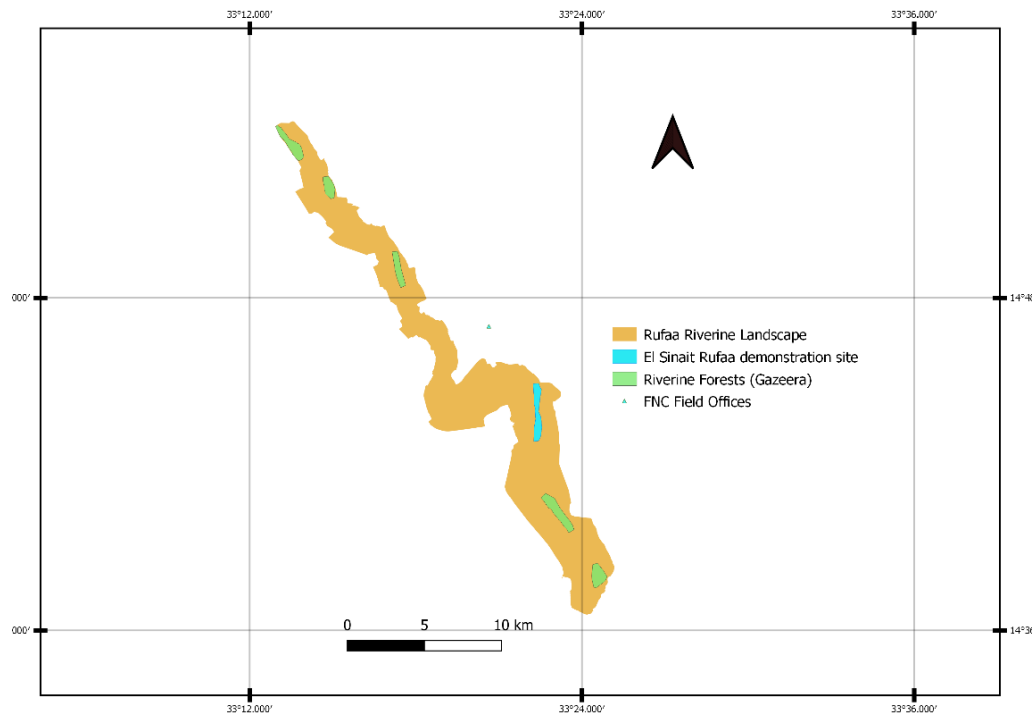 33°12.000'
33°24.000'
33°36.000'
000'
14°48
Rufaa Riverine Landscape
El Sinait Rufaa demonstration site
Riverine Forests (Gazeera)
FNC Field Offices
0 5 10 km
000'
14°36
33°12.000'
33°24.000'
33°36.000'